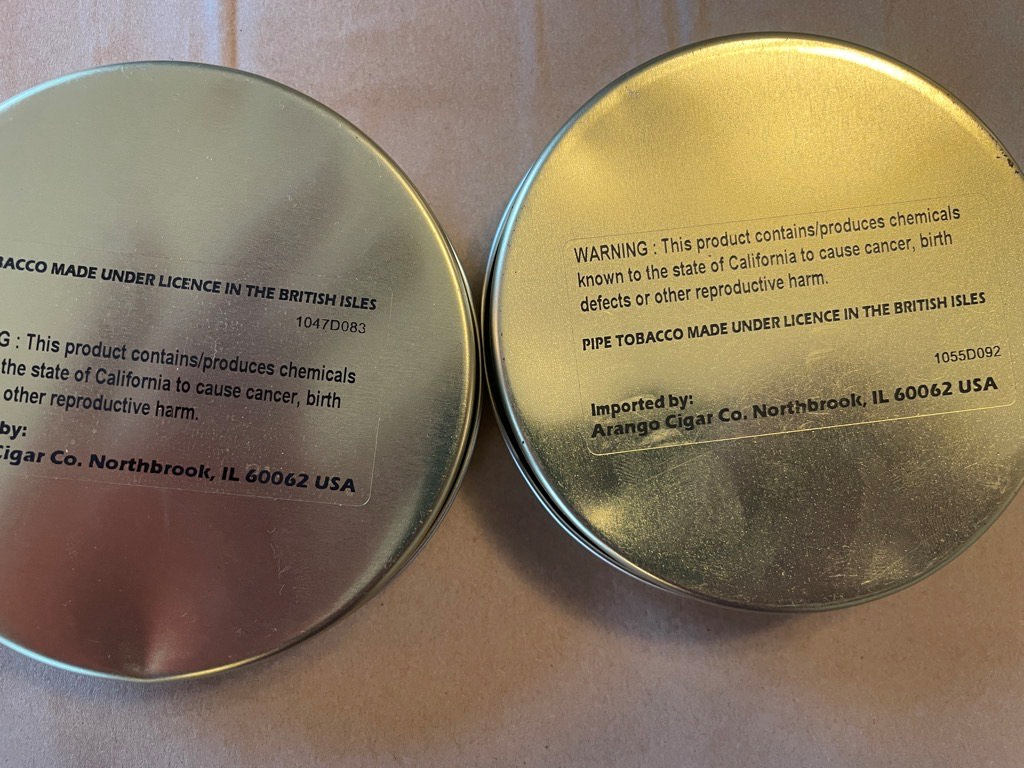 BACCO MADE UNDER LICENCE IN THE BRITISH ISLES
1047D083
G : This product contains/produces chemicals
the state of California to cause cancer, birth
other reproductive harm.
by:
Cigar Co. Northbrook, IL 60062 USA
WARNING : This product contains/produces chemicals
known to the state of California to cause cancer, birth
defects or other reproductive harm.
PIPE TOBACCO MADE UNDER LICENCE IN THE BRITISH ISLES
1055D092
Imported by:
Arango Cigar Co. Northbrook, IL 60062 USA